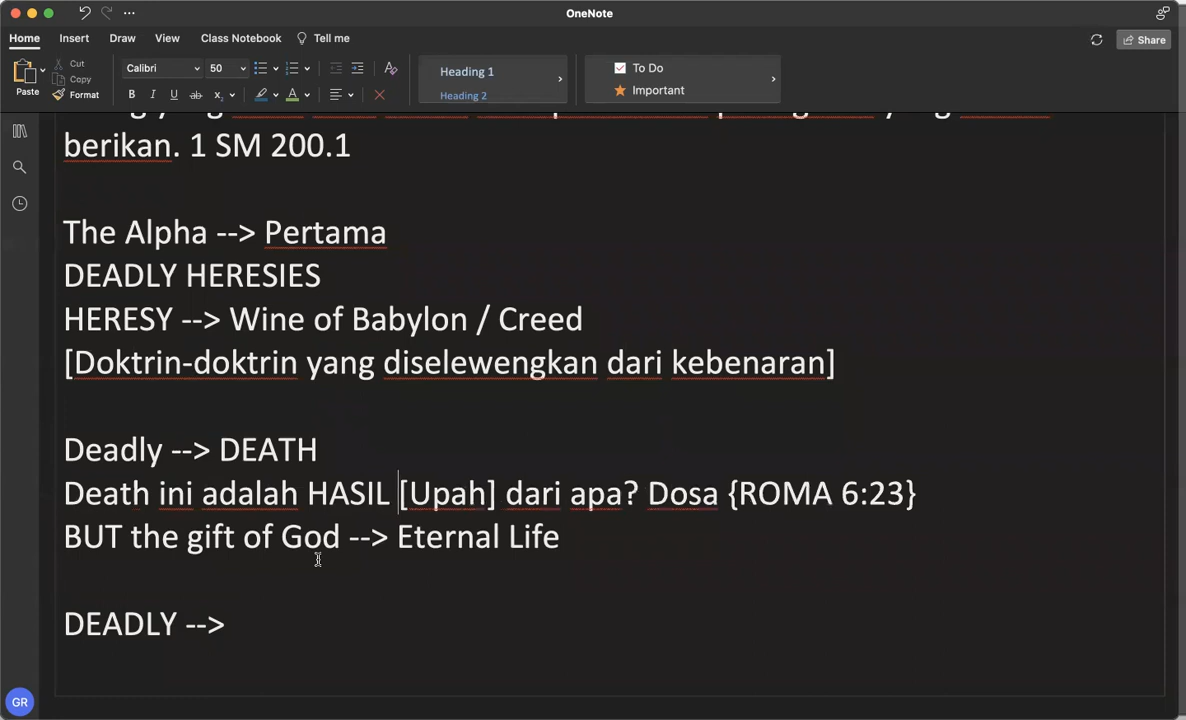 OneNote
Home Insert Draw View Class Notebook Tell me
Share
Paste
Cut
Copy
Format
Calibri 50
B I U ab x A
Heading 1
Heading 2
To Do
Important
berikan. 1 SM 200.1
The Alpha --> Pertama
DEADLY HERESIES
HERESY --> Wine of Babylon / Creed
[Doktrin-doktrin yang diselewengkan dari kebenaran]
Deadly --> DEATH
Death ini adalah HASIL [Upah] dari apa? Dosa {ROMA 6:23}
BUT the gift of God --> Eternal Life
DEADLY -->
GR